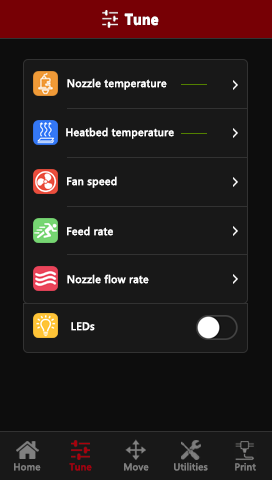 Tune
Nozzle temperature
Heatbed temperature
Fan speed
Feed rate
Nozzle flow rate
LEDs
Home Tune Move Utilities Print